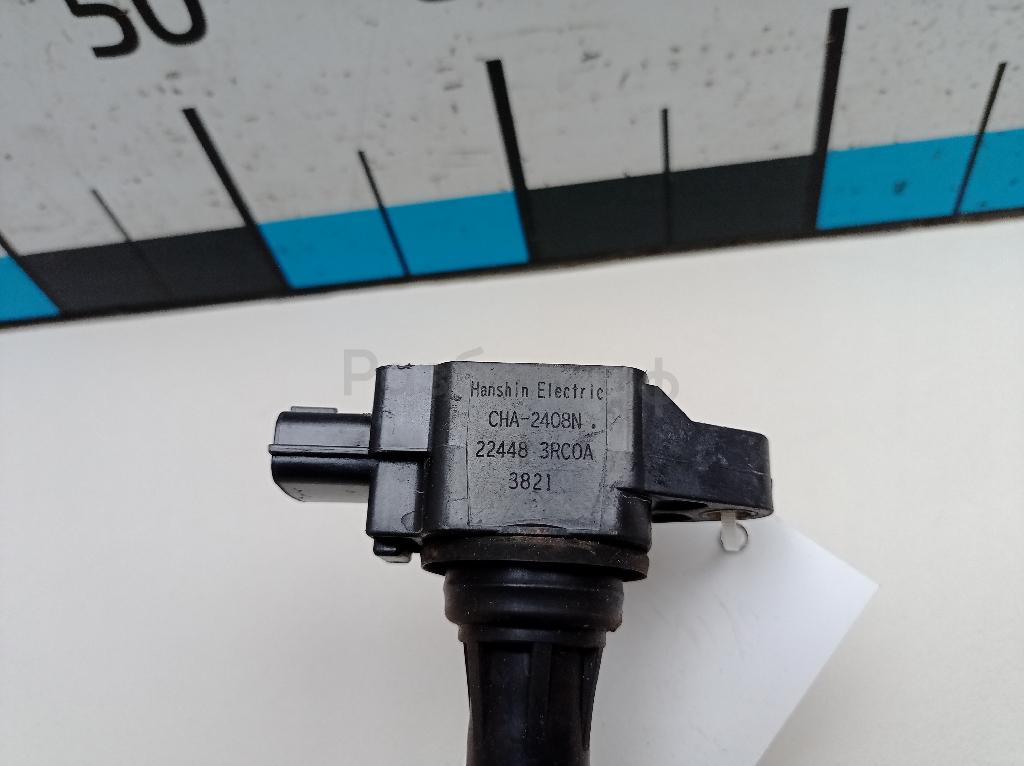 50
Hanshin Electric
CHA-2408N .
22448 3RC0A
3821